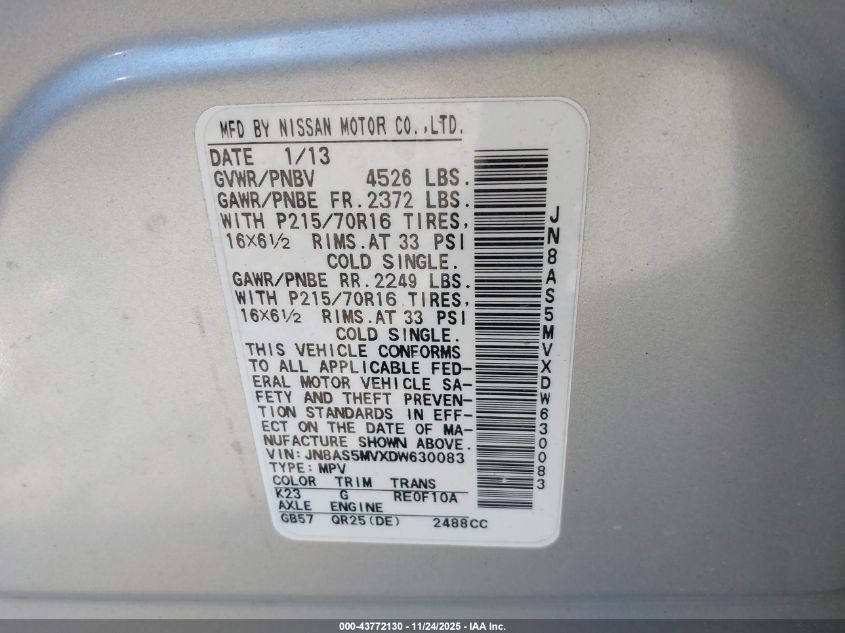 MFD BY NISSAN MOTOR CO.,LTD.
DATE 1/13
GVWR/PNBV 4526 LBS.
GAWR/PNBE FR. 2372 LBS.
WITH P215/70R16 TIRES,
16X6½ RIMS. AT 33 PSI
COLD SINGLE.
GAWR/PNBE RR. 2249 LBS.
WITH P215/70R16 TIRES,
16X6½ RIMS. AT 33 PSI
COLD SINGLE.
THIS VEHICLE CONFORMS
TO ALL APPLICABLE FED-
ERAL MOTOR VEHICLE SA-
FETY AND THEFT PREVEN-
TION STANDARDS IN EFF-
ECT ON THE DATE OF MA-
NUFACTURE SHOWN ABOVE.
VIN: JN8AS5MVXDW630083
TYPE: MPV
COLOR TRIM TRANS
K23 G RE0F10A
AXLE ENGINE
GB57 QR25(DE) 2488CC
JN8AS5MVXDW630083
000-43772130 - 11/24/2025 - IAA Inc.